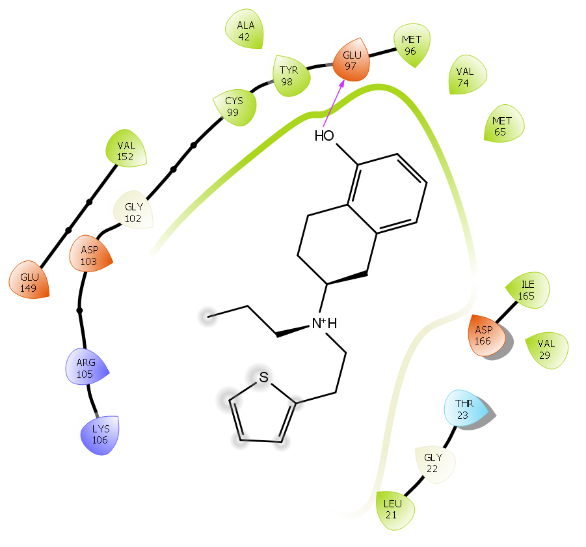 ALA
42
GLU
97
MET
96
TYR
98
VAL
74
CYS
99
MET
65
HO
VAL
152
GLY
102
ASP
103
GLU
149
ILE
165
ASP
166
VAL
29
N+H
ARG
105
S
THR
23
LYS
106
GLY
22
LEU
21